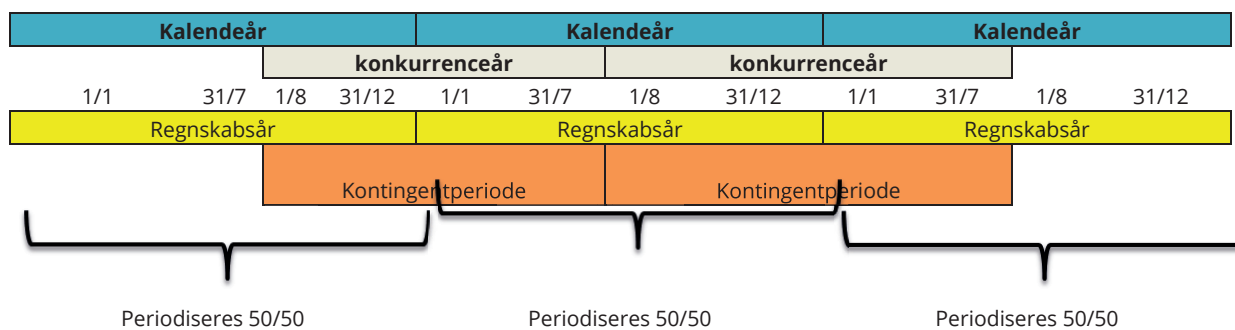 Kalendeår Kalendeår Kalendeår
konkurrenceår konkurrenceår
1/1 31/7 1/8 31/12 1/1 31/7 1/8 31/12 1/1 31/7 1/8 31/12
Regnskabsår Regnskabsår Regnskabsår
Kontingentperiode Kontingentperiode
Periodiseres 50/50 Periodiseres 50/50 Periodiseres 50/50